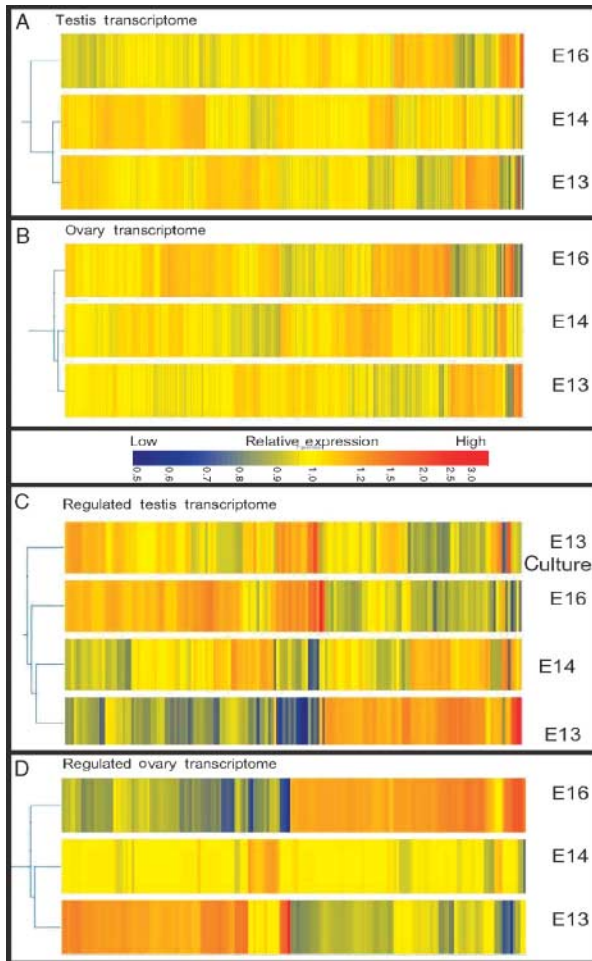 A Testis transcriptome
E16
E14
E13
B Ovary transcriptome
E16
E14
E13
Low Relative expression High
0.5 0.6 0.7 0.8 0.9 1.0 1.2 1.5 2.0 2.5 3.0
C Regulated testis transcriptome
E13
Culture
E16
E14
E13
D Regulated ovary transcriptome
E16
E14
E13